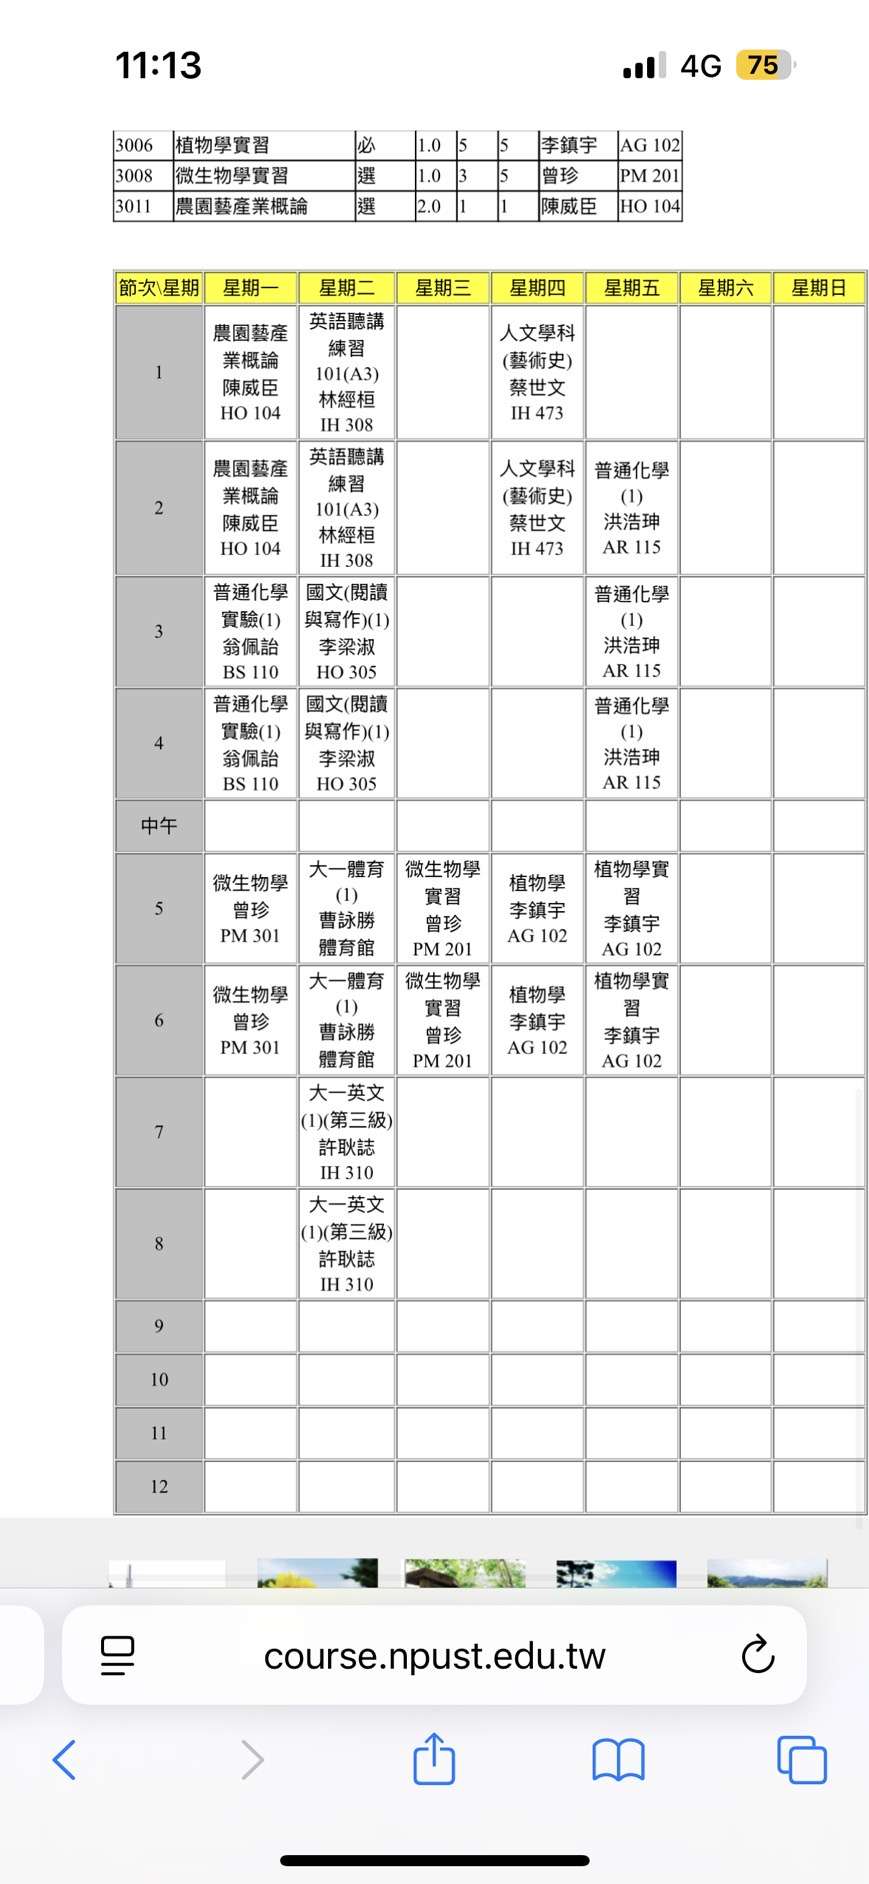 11:13 4G 75
3006 植物學實習 必 1.0 5 5 李鎮宇 AG 102
3008 微生物學實習 選 1.0 3 5 曾珍 PM 201
3011 農園藝產業概論 選 2.0 1 1 陳威臣 HO 104
節次\星期 星期一 星期二 星期三 星期四 星期五 星期六 星期日
1
農園藝產
業概論
陳威臣
HO 104
英語聽講
練習
101(A3)
林經桓
IH 308
人文學科
(藝術史)
蔡世文
IH 473
2
農園藝產
業概論
陳威臣
HO 104
英語聽講
練習
101(A3)
林經桓
IH 308
人文學科
(藝術史)
蔡世文
IH 473
普通化學
(1)
洪浩珅
AR 115
3
普通化學
實驗(1)
翁佩詒
BS 110
國文(閱讀
與寫作)(1)
李梁淑
HO 305
普通化學
(1)
洪浩珅
AR 115
4
普通化學
實驗(1)
翁佩詒
BS 110
國文(閱讀
與寫作)(1)
李梁淑
HO 305
普通化學
(1)
洪浩珅
AR 115
中午
5
微生物學
曾珍
PM 301
大一體育
(1)
曹詠勝
體育館
微生物學
實習
曾珍
PM 201
植物學
李鎮宇
AG 102
植物學實
習
李鎮宇
AG 102
6
微生物學
曾珍
PM 301
大一體育
(1)
曹詠勝
體育館
微生物學
實習
曾珍
PM 201
植物學
李鎮宇
AG 102
植物學實
習
李鎮宇
AG 102
7
大一英文
(1)(第三級)
許耿誌
IH 310
8
大一英文
(1)(第三級)
許耿誌
IH 310
9
10
11
12
course.npust.edu.tw